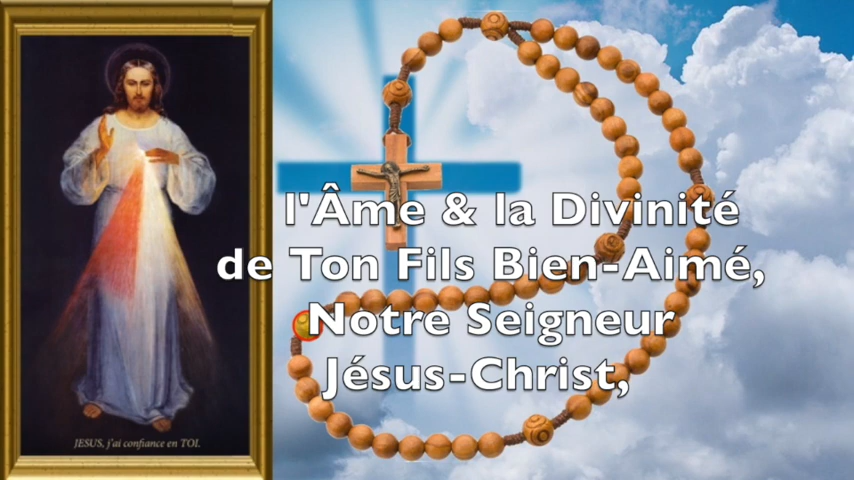 l'Âme & la Divinité
de Ton Fils Bien-Aimé,
Notre Seigneur
Jésus-Christ,
JESUS, j'ai confiance en TOI.